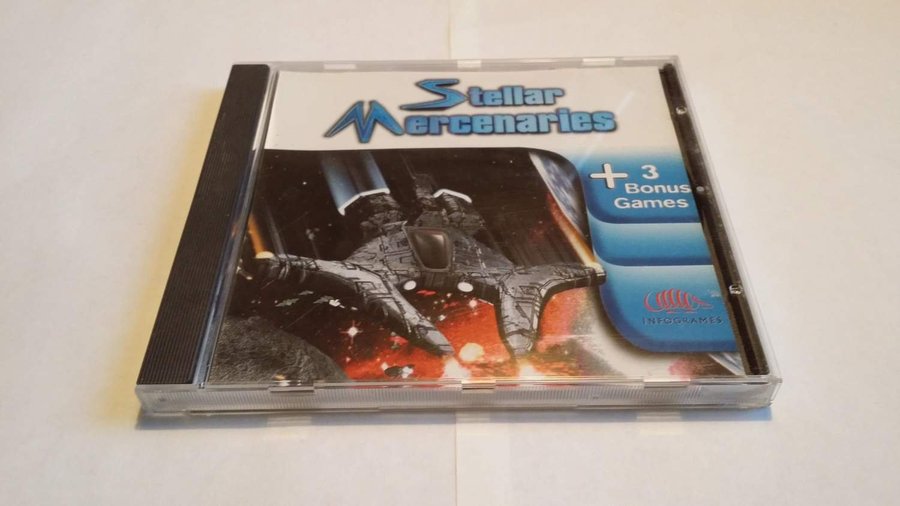 Stellar
Mercenaries
+ 3
Bonus
Games
INFOGRAMES